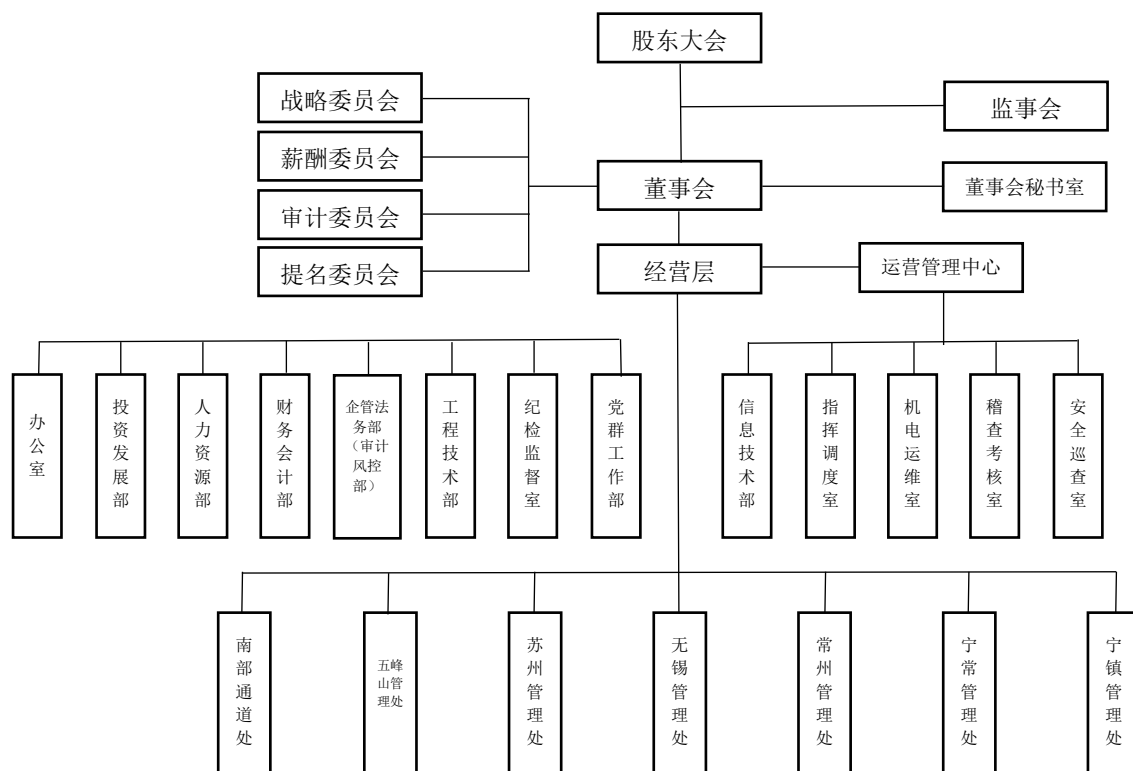 股东大会
战略委员会
监事会
薪酬委员会
董事会
董事会秘书室
审计委员会
提名委员会
经营层
运营管理中心
办公室
投资发展部
人力资源部
财务会计部
企管法
务部
（审计
风控
部）
工程技术部
纪检监督室
党群工作部
信息技术部
指挥调度室
机电运维室
稽查考核室
安全巡查室
南部通道处
五峰
山管
理处
苏州管理处
无锡管理处
常州管理处
宁常管理处
宁镇管理处